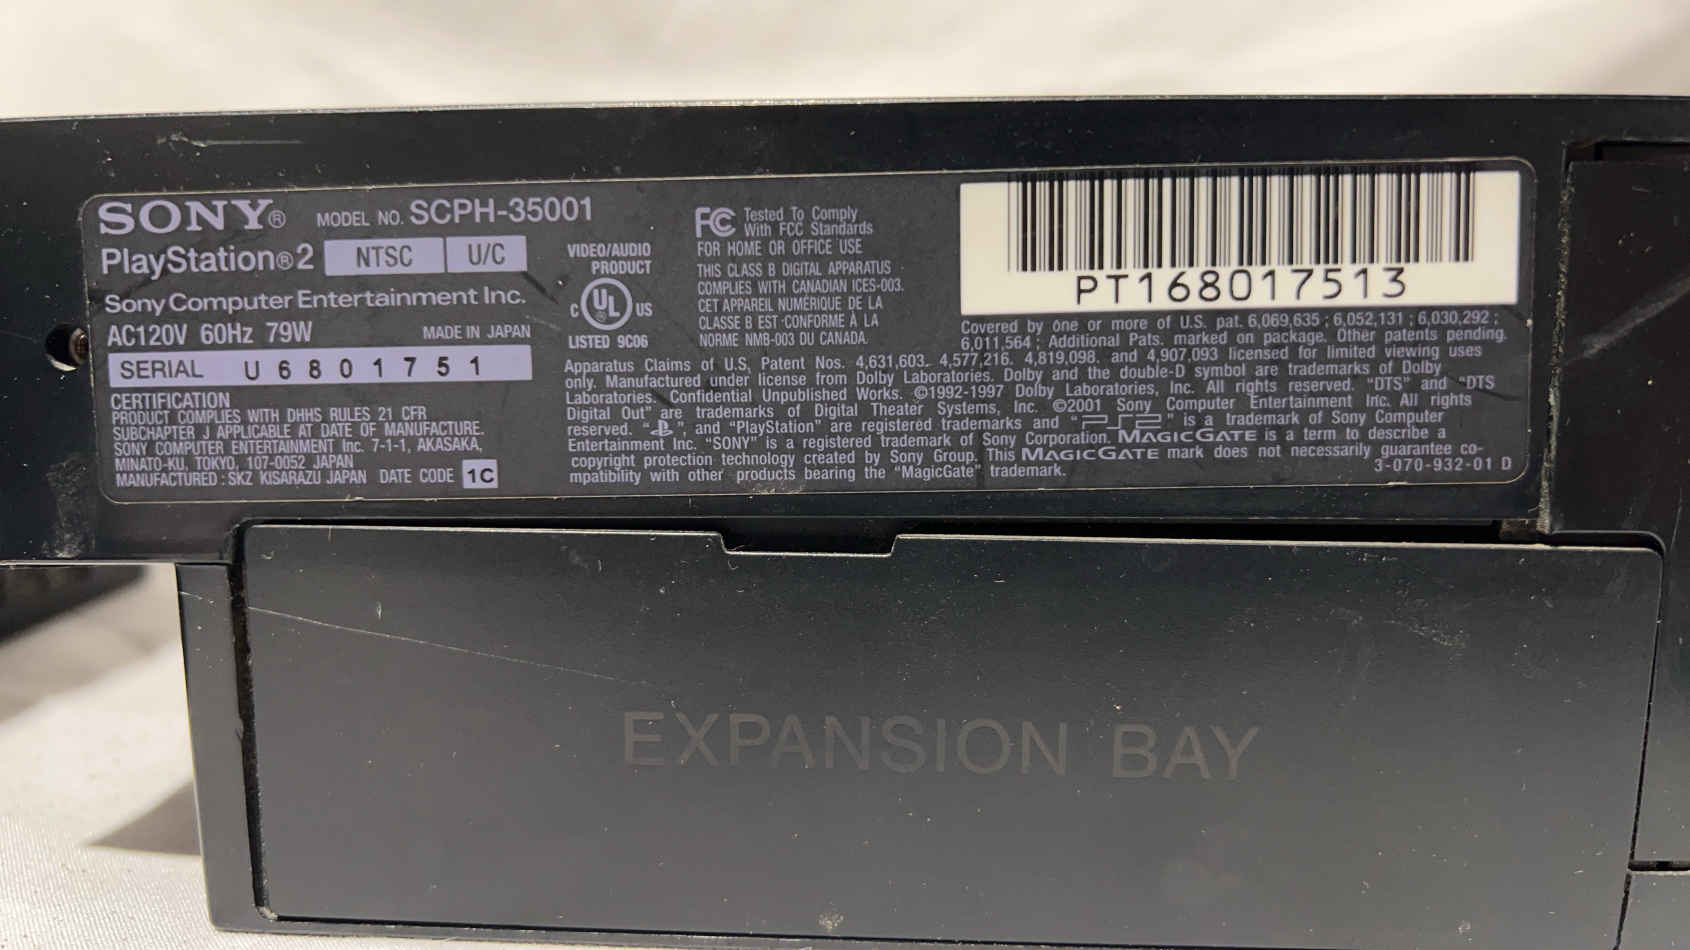 SONY® MODEL NO. SCPH-35001
PlayStation®2 NTSC U/C
Sony Computer Entertainment Inc.
AC120V 60Hz 79W MADE IN JAPAN
SERIAL U6801751
CERTIFICATION
PRODUCT COMPLIES WITH DHHS RULES 21 CFR
SUBCHAPTER J APPLICABLE AT DATE OF MANUFACTURE.
SONY COMPUTER ENTERTAINMENT Inc. 7-1-1, AKASAKA,
MINATO-KU, TOKYO, 107-0052 JAPAN
MANUFACTURED : SKZ KISARAZU JAPAN DATE CODE 1C
VIDEO/AUDIO
PRODUCT
C UL US
LISTED 9C06
FC Tested To Comply
With FCC Standards
FOR HOME OR OFFICE USE
THIS CLASS B DIGITAL APPARATUS
COMPLIES WITH CANADIAN ICES-003.
CET APPAREIL NUMÉRIQUE DE LA
CLASSE B EST CONFORME À LA
NORME NMB-003 DU CANADA.
PT168017513
Covered by one or more of U.S. pat. 6,069,635 ; 6,052,131 ; 6,030,292 ;
6,011,564 ; Additional Pats. marked on package. Other patents pending.
Apparatus Claims of U.S. Patent Nos. 4,631,603. 4,577,216. 4,819,098. and 4,907,093 licensed for limited viewing uses
only. Manufactured under license from Dolby Laboratories. Dolby and the double-D symbol are trademarks of Dolby
Laboratories. Confidential Unpublished Works. ©1992-1997 Dolby Laboratories, Inc. All rights reserved. "DTS" and "DTS
Digital Out" are trademarks of Digital Theater Systems, Inc. ©2001 Sony Computer Entertainment Inc. All rights
reserved. "PS", and "PlayStation" are registered trademarks and "PS2" is a trademark of Sony Computer
Entertainment Inc. "SONY" is a registered trademark of Sony Corporation. MAGICGATE is a term to describe a
copyright protection technology created by Sony Group. This MAGICGATE mark does not necessarily guarantee co-
mpatibility with other products bearing the "MagicGate" trademark.
3-070-932-01 D
EXPANSION BAY